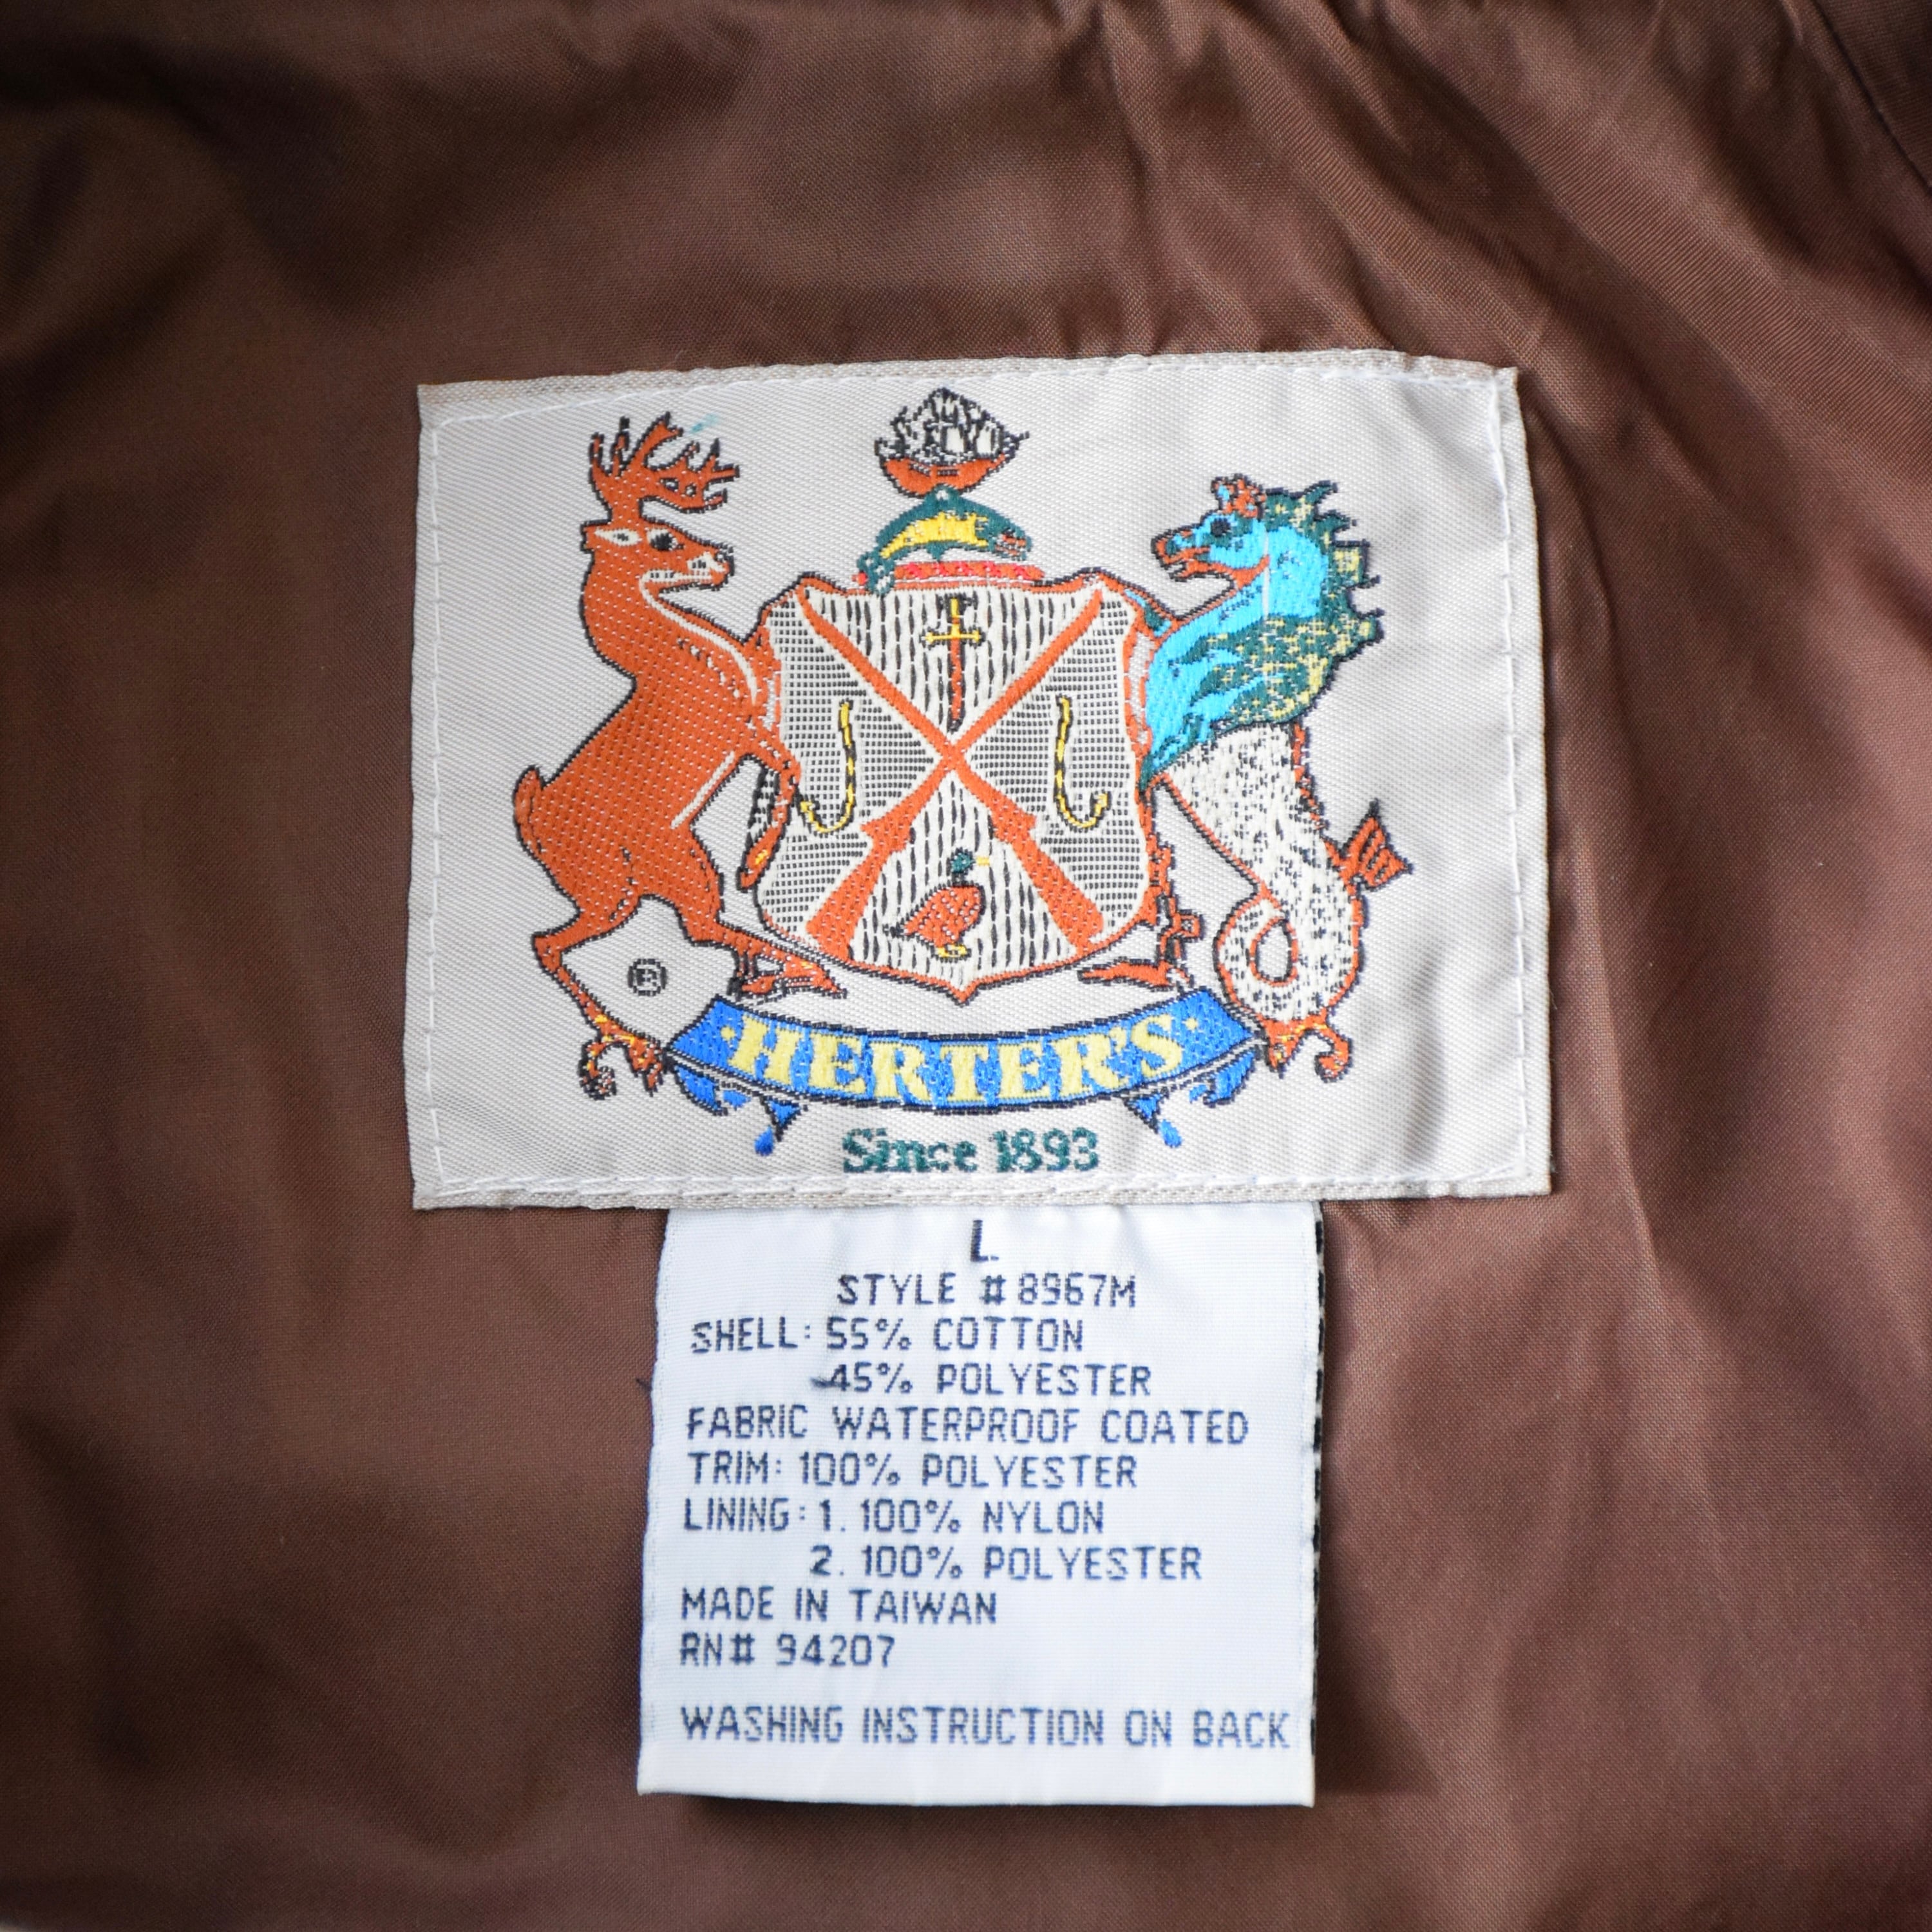 ®
HERTER'S
Since 1893
L
STYLE # 8967M
SHELL: 55% COTTON
45% POLYESTER
FABRIC WATERPROOF COATED
TRIM: 100% POLYESTER
LINING: 1. 100% NYLON
2. 100% POLYESTER
MADE IN TAIWAN
RN# 94207
WASHING INSTRUCTION ON BACK